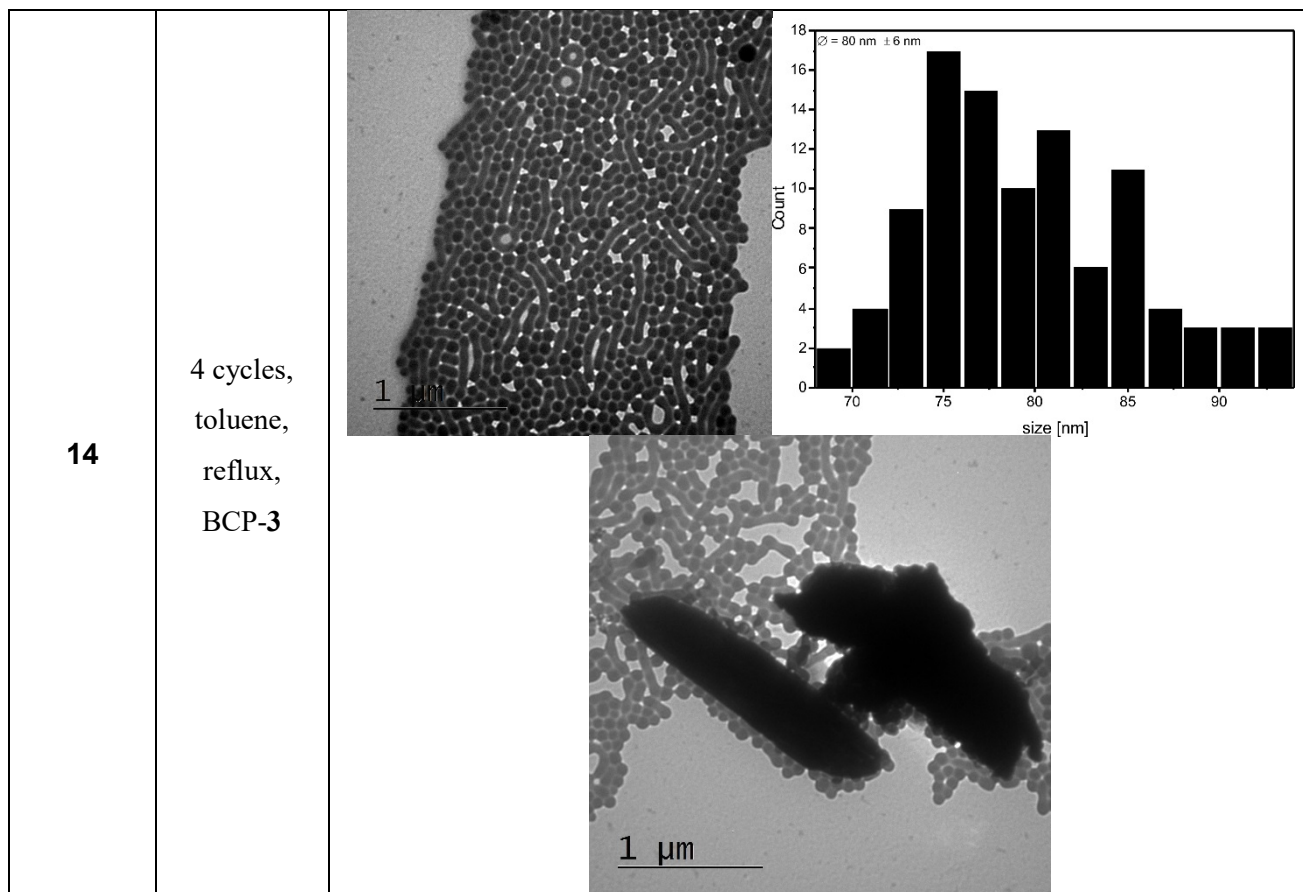 14
4 cycles,
toluene,
reflux,
BCP-3
1 µm
Ø = 80 nm ± 6 nm
18
16
14
12
10
8
6
4
2
0
Count
70 75 80 85 90
size [nm]
1 µm